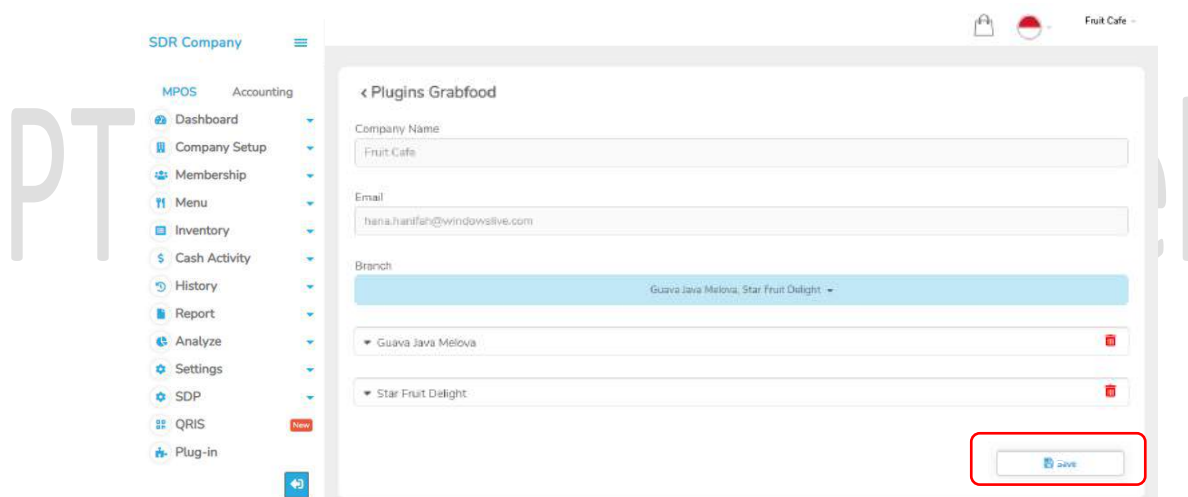 Fruit Cafe
SDR Company
MPOS Accounting
Dashboard
Company Setup
Membership
Menu
Inventory
Cash Activity
History
Report
Analyze
Settings
SDP
QRIS New
Plug-in
Plugins Grabfood
Company Name
Fruit Cafe
Email
hana.hanifah@windowslive.com
Branch
Guava Java Melova, Star Fruit Delight
Guava Java Melova
Star Fruit Delight
Save
PT